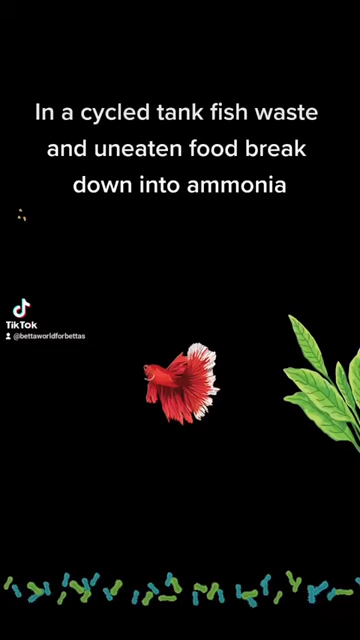 In a cycled tank fish waste
and uneaten food break
down into ammonia
TikTok
@bettaworldforbettas